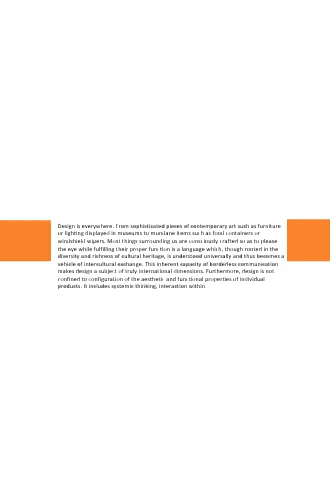 Design is everywhere. From sophisticated pieces of contemporary art such as furniture
or lighting displayed in museums to mundane items such as food containers or
windshield wipers. Most things surrounding us are consciously crafted so as to please
the eye while fulfilling their proper function is a language which, though rooted in the
diversity and richness of cultural heritage, is understood universally and thus becomes a
vehicle of intercultural exchange. This inherent capacity of borderless communication
makes design a subject of truly international dimensions. Furthermore, design is not
confined to configuration of the aesthetic and functional properties of individual
products. It includes systemic thinking, interaction within